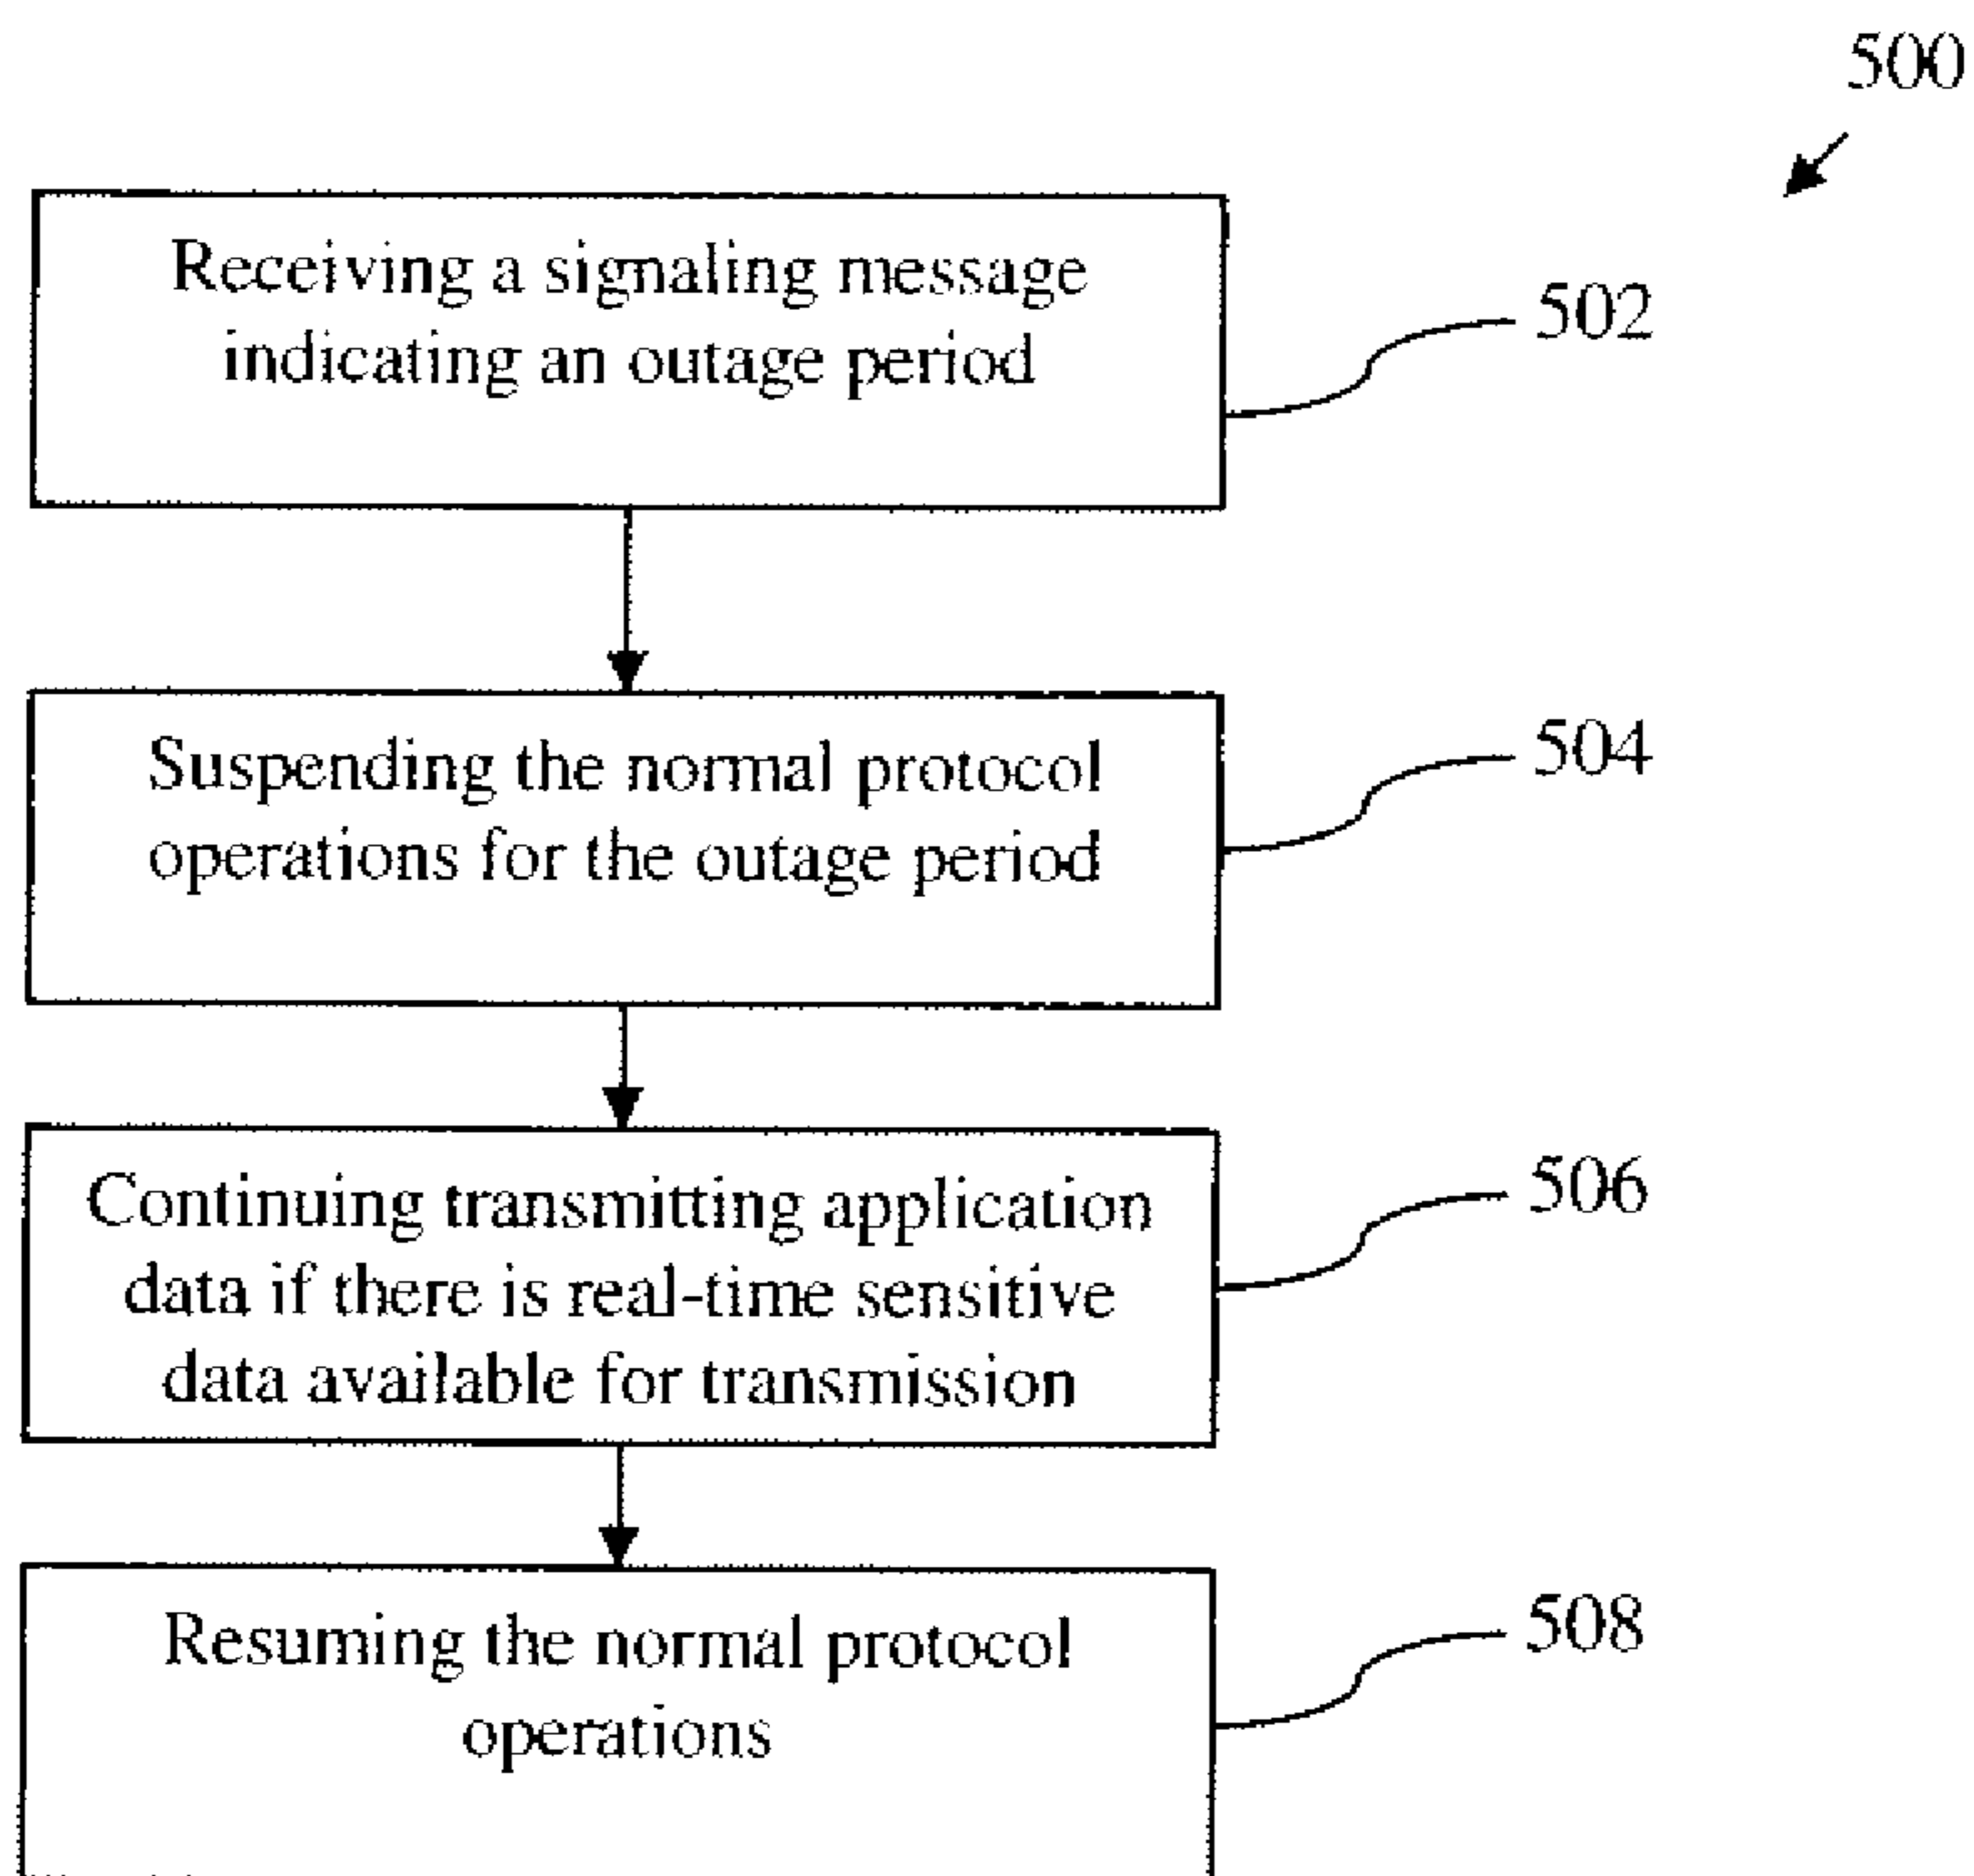 500
Receiving a signaling message
indicating an outage period
502
Suspending the normal protocol
operations for the outage period
504
Continuing transmitting application
data if there is real-time sensitive
data available for transmission
506
Resuming the normal protocol
operations
508